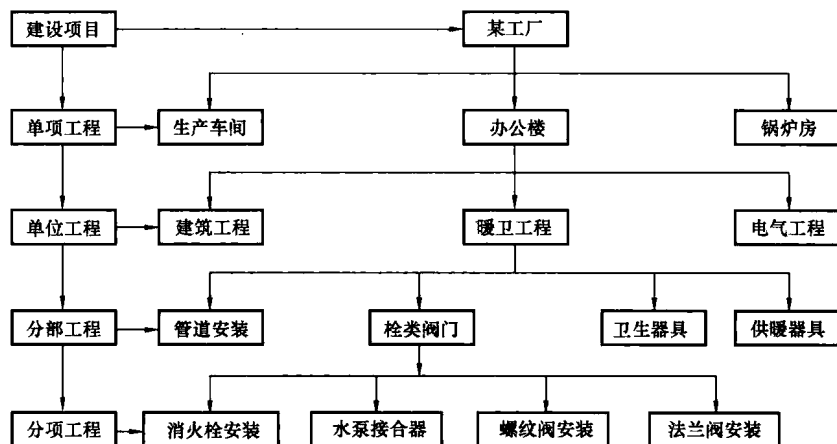 建设项目 某工厂
单项工程 生产车间 办公楼 锅炉房
单位工程 建筑工程 暖卫工程 电气工程
分部工程 管道安装 栓类阀门 卫生器具 供暖器具
分项工程 消火栓安装 水泵接合器 螺纹阀安装 法兰阀安装